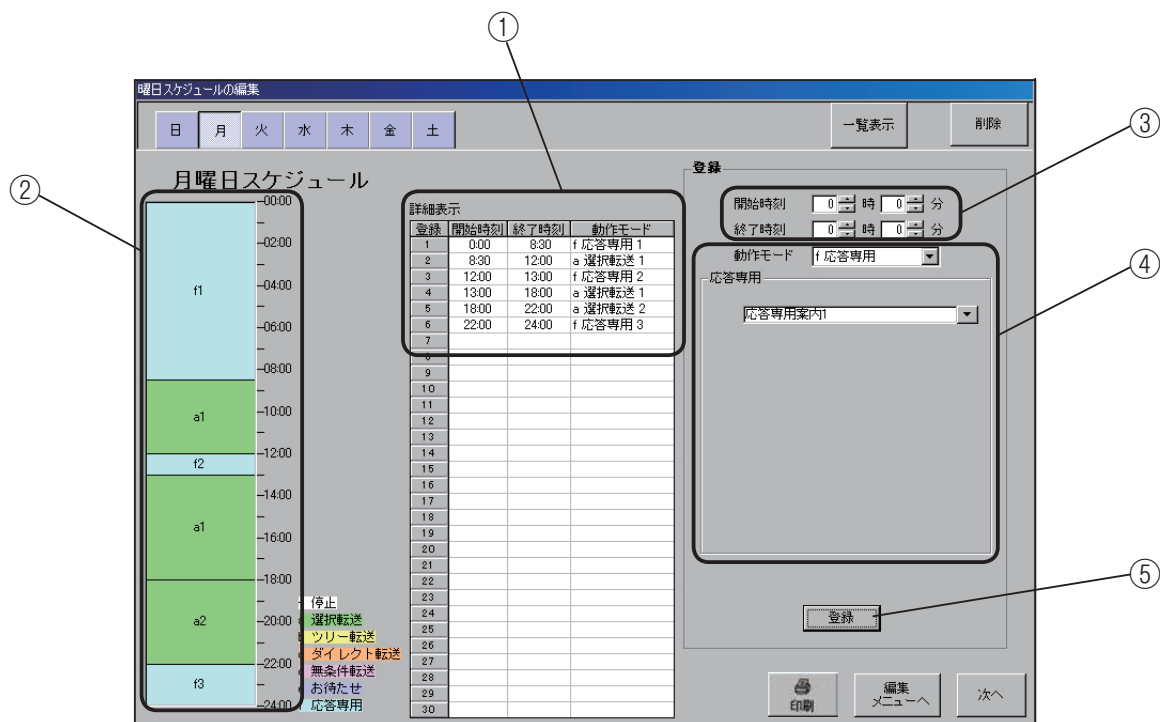 ①
曜日スケジュールの編集
日 月 火 水 木 金 土
一覧表示 削除
③
②
月曜日スケジュール
00:00
02:00
04:00
06:00
08:00
10:00
12:00
14:00
16:00
18:00
20:00
22:00
24:00
f1
a1
f2
a1
a2
f3
停止
選択転送
ツリー転送
ダイレクト転送
無条件転送
お待たせ
応答専用
詳細表示
登録 開始時刻 終了時刻 動作モード
1 0:00 8:30 f 応答専用 1
2 8:30 12:00 a 選択転送 1
3 12:00 13:00 f 応答専用 2
4 13:00 18:00 a 選択転送 1
5 18:00 22:00 a 選択転送 2
6 22:00 24:00 f 応答専用 3
7
8
9
10
11
12
13
14
15
16
17
18
19
20
21
22
23
24
25
26
27
28
29
30
登録
開始時刻 0 時 0 分
終了時刻 0 時 0 分
動作モード f 応答専用
④
応答専用
応答専用案内1
⑤
登録
印刷
編集
メニューへ
次へ